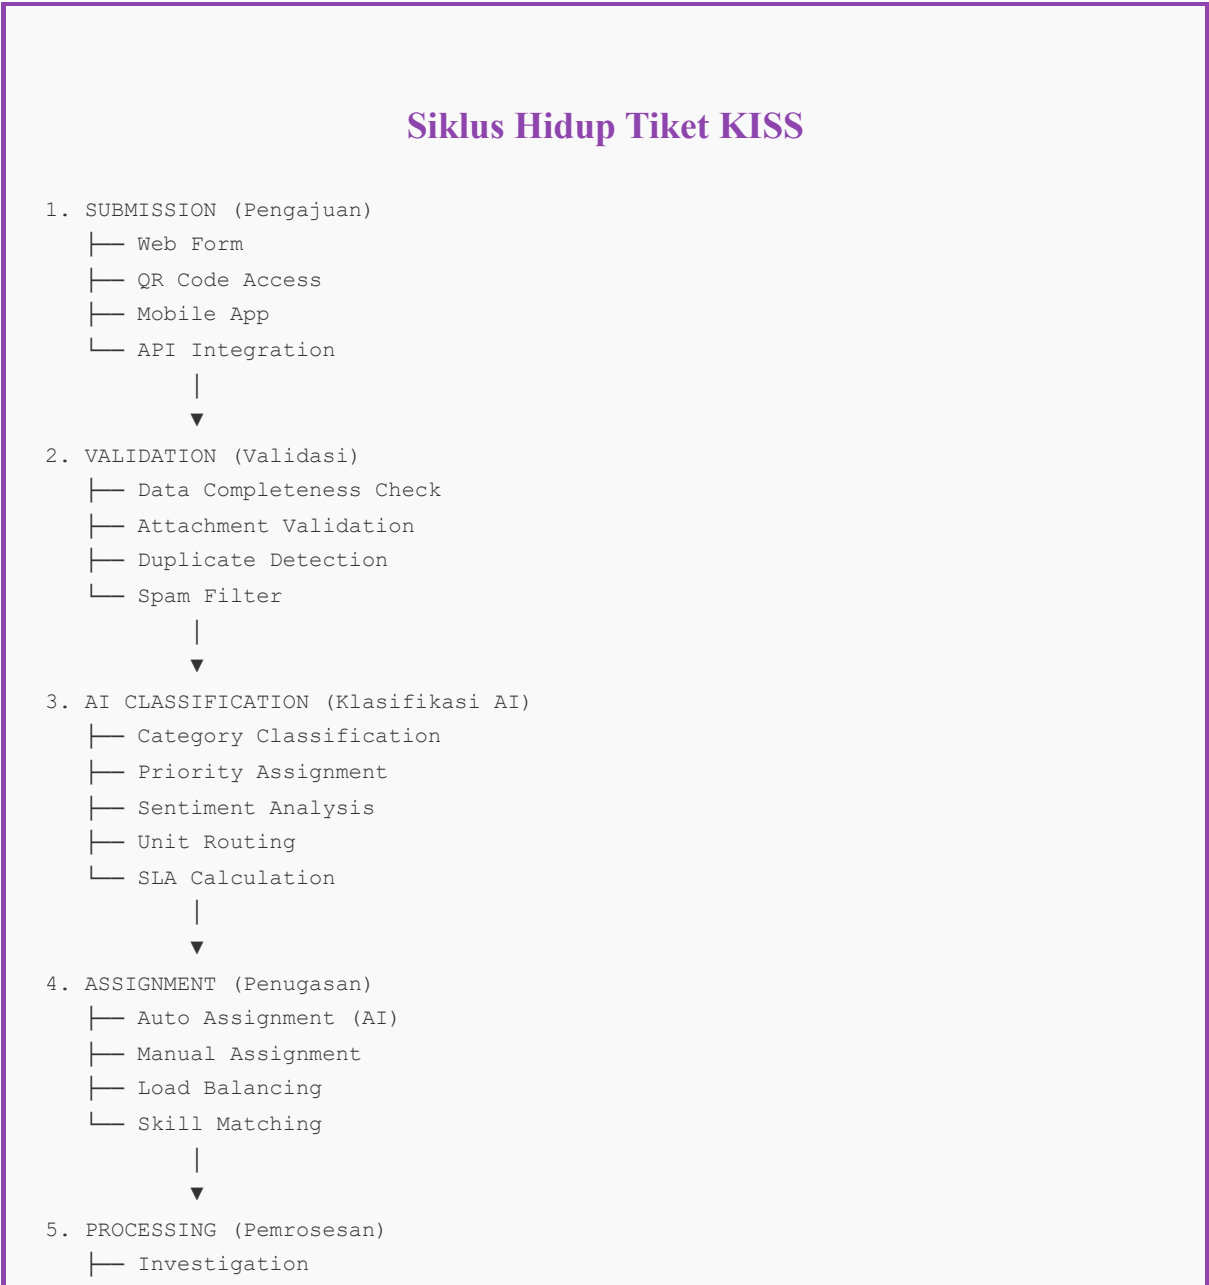 Siklus Hidup Tiket KISS
1. SUBMISSION (Pengajuan)
├── Web Form
├── QR Code Access
├── Mobile App
└── API Integration
│
▼
2. VALIDATION (Validasi)
├── Data Completeness Check
├── Attachment Validation
├── Duplicate Detection
└── Spam Filter
│
▼
3. AI CLASSIFICATION (Klasifikasi AI)
├── Category Classification
├── Priority Assignment
├── Sentiment Analysis
├── Unit Routing
└── SLA Calculation
│
▼
4. ASSIGNMENT (Penugasan)
├── Auto Assignment (AI)
├── Manual Assignment
├── Load Balancing
└── Skill Matching
│
▼
5. PROCESSING (Pemrosesan)
├── Investigation